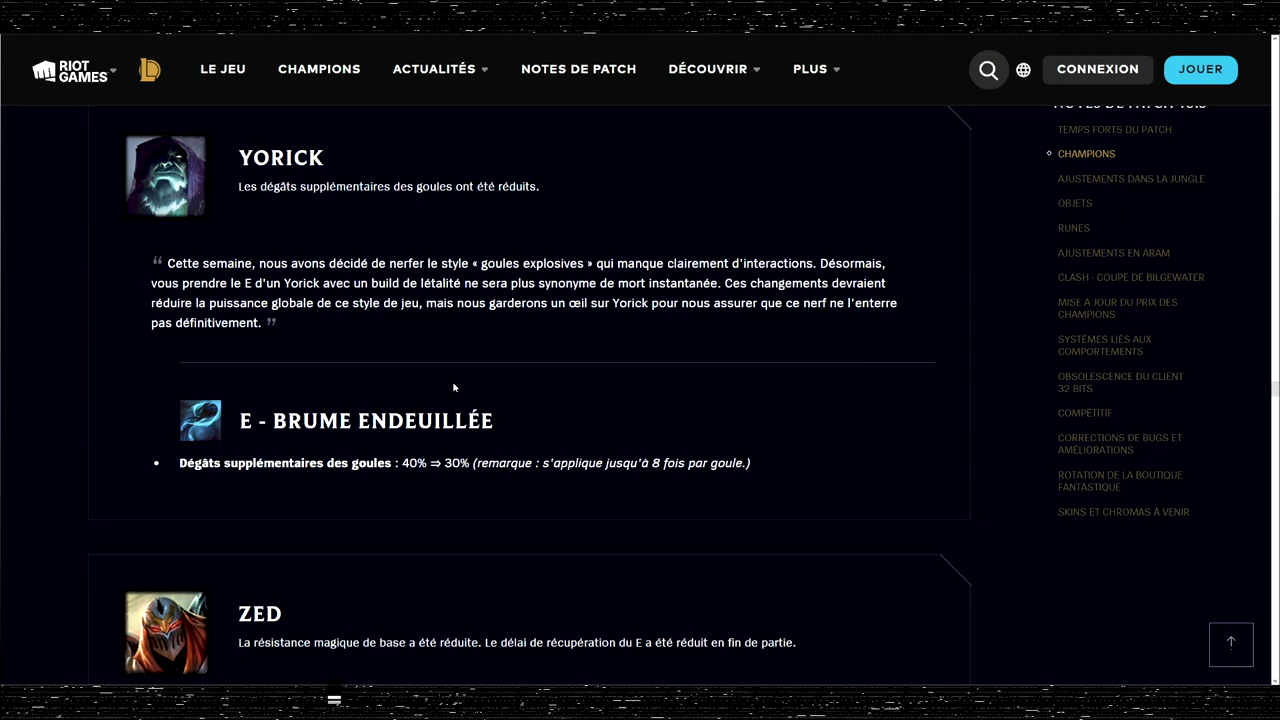 RIOT GAMES
LE JEU
CHAMPIONS
ACTUALITÉS
NOTES DE PATCH
DÉCOUVRIR
PLUS
CONNEXION
JOUER
YORICK
Les dégâts supplémentaires des goules ont été réduits.
“ Cette semaine, nous avons décidé de nerfer le style « goules explosives » qui manque clairement d'interactions. Désormais,
vous prendre le E d'un Yorick avec un build de létalité ne sera plus synonyme de mort instantanée. Ces changements devraient
réduire la puissance globale de ce style de jeu, mais nous garderons un œil sur Yorick pour nous assurer que ce nerf ne l'enterre
pas définitivement. ”
E - BRUME ENDEUILLÉE
• Dégâts supplémentaires des goules : 40% ⇒ 30% (remarque : s'applique jusqu'à 8 fois par goule.)
ZED
La résistance magique de base a été réduite. Le délai de récupération du E a été réduit en fin de partie.
TEMPS FORTS DU PATCH
CHAMPIONS
AJUSTEMENTS DANS LA JUNGLE
OBJETS
RUNES
AJUSTEMENTS EN ARAM
CLASH - COUPE DE BILGEWATER
MISE À JOUR DU PRIX DES
CHAMPIONS
SYSTÈMES LIÉS AUX
COMPORTEMENTS
OBSOLESCENCE DU CLIENT
32 BITS
COMPÉTITIF
CORRECTIONS DE BUGS ET
AMÉLIORATIONS
ROTATION DE LA BOUTIQUE
FANTASTIQUE
SKINS ET CHROMAS À VENIR